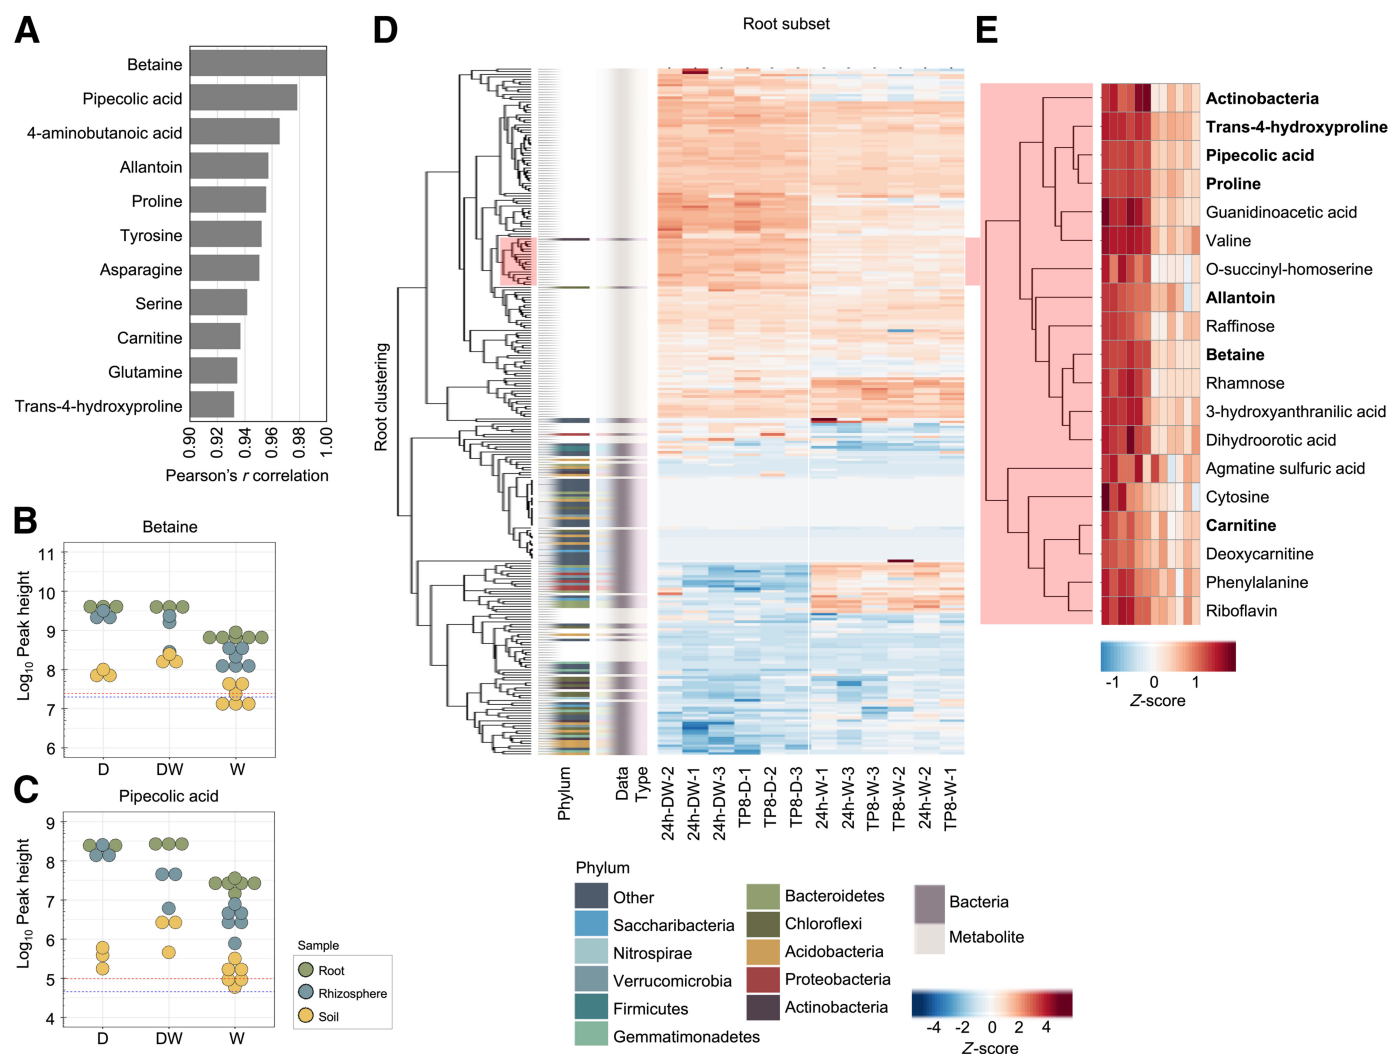 A
Betaine
Pipecolic acid
4-aminobutanoic acid
Allantoin
Proline
Tyrosine
Asparagine
Serine
Carnitine
Glutamine
Trans-4-hydroxyproline
0.90
0.92
0.94
0.96
0.98
1.00
Pearson's r correlation
B
Betaine
Log10 Peak height
11
10
9
8
7
6
D
DW
W
C
Pipecolic acid
Log10 Peak height
9
8
7
6
5
4
D
DW
W
Sample
Root
Rhizosphere
Soil
D
Root subset
Root clustering
Phylum
Data
Type
24h-DW-2
24h-DW-1
24h-DW-3
TP8-D-1
TP8-D-2
TP8-D-3
24h-W-1
24h-W-3
TP8-W-3
TP8-W-2
24h-W-2
TP8-W-1
Phylum
Other
Saccharibacteria
Nitrospirae
Verrucomicrobia
Firmicutes
Gemmatimonadetes
Bacteroidetes
Chloroflexi
Acidobacteria
Proteobacteria
Actinobacteria
Bacteria
Metabolite
-4 -2 0 2 4
Z-score
E
Actinobacteria
Trans-4-hydroxyproline
Pipecolic acid
Proline
Guanidinoacetic acid
Valine
O-succinyl-homoserine
Allantoin
Raffinose
Betaine
Rhamnose
3-hydroxyanthranilic acid
Dihydroorotic acid
Agmatine sulfuric acid
Cytosine
Carnitine
Deoxycarnitine
Phenylalanine
Riboflavin
-1 0 1
Z-score